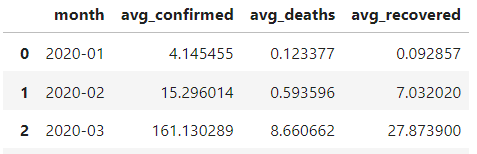 month avg_confirmed avg_deaths avg_recovered
0 2020-01 4.145455 0.123377 0.092857
1 2020-02 15.296014 0.593596 7.032020
2 2020-03 161.130289 8.660662 27.873900